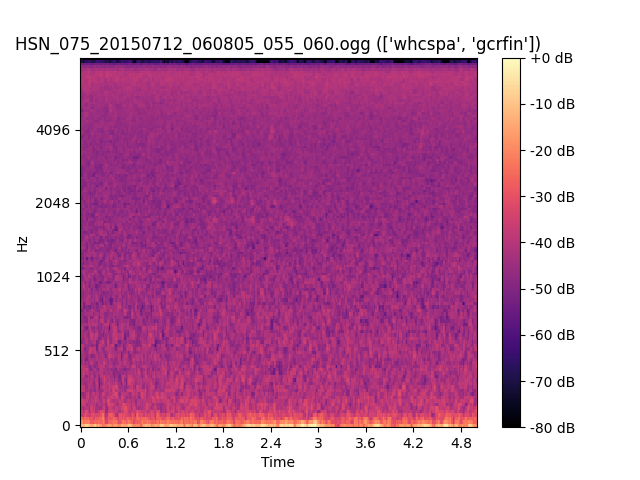 HSN_075_20150712_060805_055_060.ogg (['whcspa', 'gcrfin'])
Hz
4096
2048
1024
512
0
0 0.6 1.2 1.8 2.4 3 3.6 4.2 4.8
Time
+0 dB
-10 dB
-20 dB
-30 dB
-40 dB
-50 dB
-60 dB
-70 dB
-80 dB